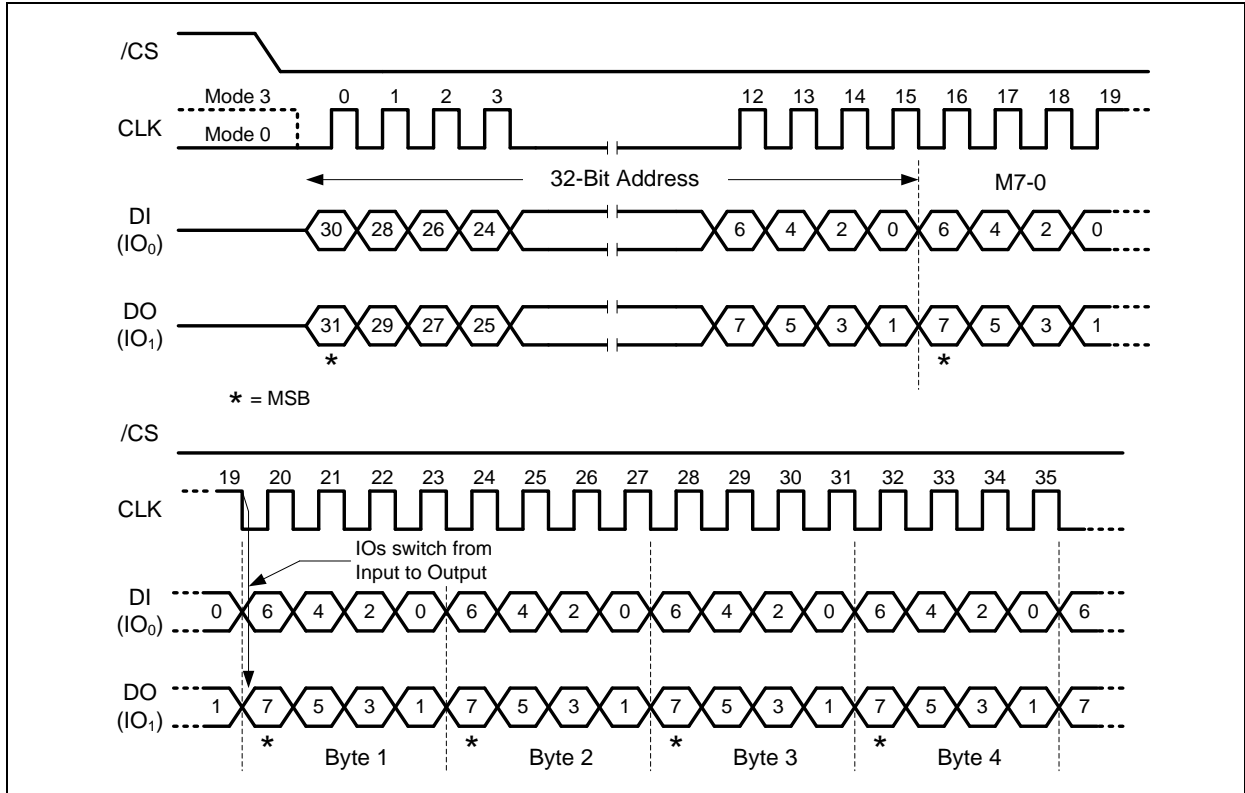 /CS
Mode 3 0 1 2 3 12 13 14 15 16 17 18 19
CLK
Mode 0
32-Bit Address M7-0
DI
(IO₀) 30 28 26 24 6 4 2 0 6 4 2 0
DO
(IO₁) 31 29 27 25 7 5 3 1 7 5 3 1
* *
* = MSB
/CS
19 20 21 22 23 24 25 26 27 28 29 30 31 32 33 34 35
CLK
IOs switch from
Input to Output
DI
(IO₀) 0 6 4 2 0 6 4 2 0 6 4 2 0 6 4 2 0 6
DO
(IO₁) 1 7 5 3 1 7 5 3 1 7 5 3 1 7 5 3 1 7
* * * *
Byte 1 Byte 2 Byte 3 Byte 4